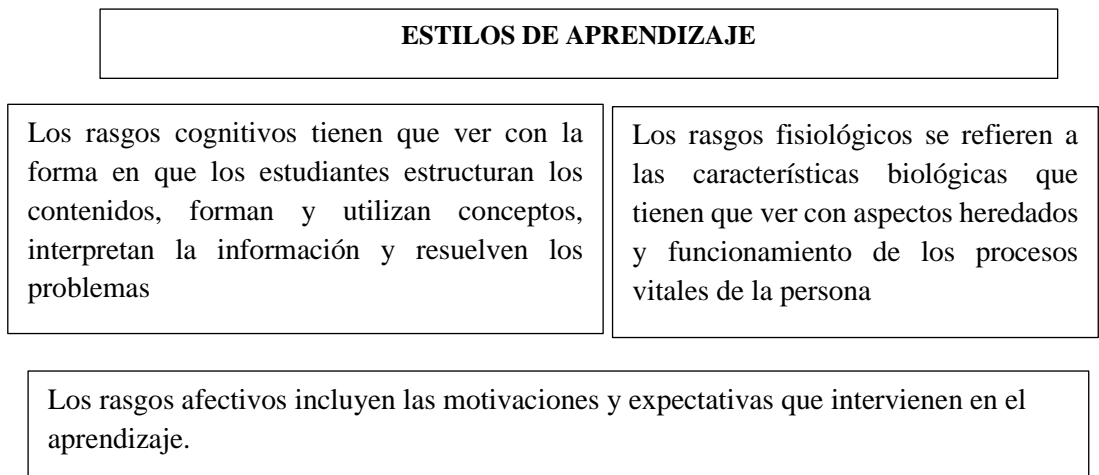 ESTILOS DE APRENDIZAJE
Los rasgos cognitivos tienen que ver con la
forma en que los estudiantes estructuran los
contenidos, forman y utilizan conceptos,
interpretan la información y resuelven los
problemas
Los rasgos fisiológicos se refieren a
las características biológicas que
tienen que ver con aspectos heredados
y funcionamiento de los procesos
vitales de la persona
Los rasgos afectivos incluyen las motivaciones y expectativas que intervienen en el
aprendizaje.